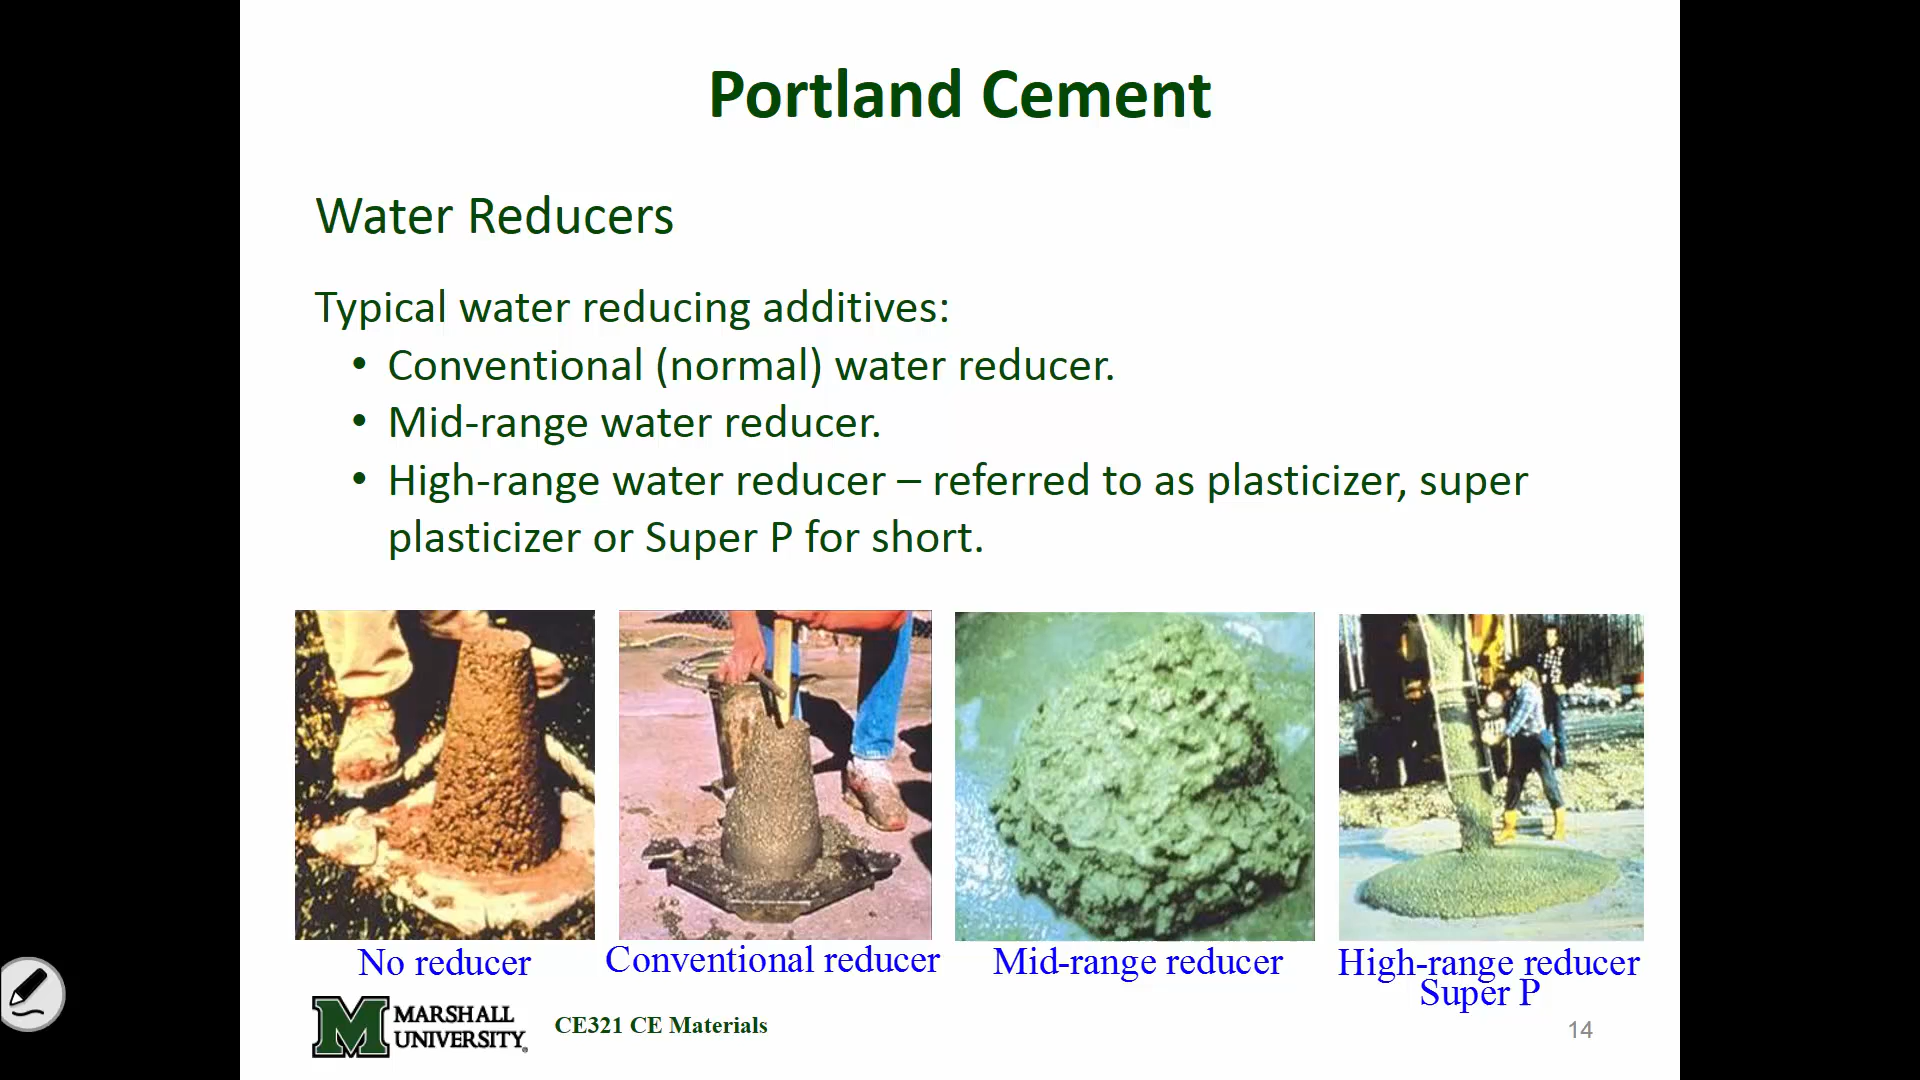 Portland Cement
Water Reducers
Typical water reducing additives:
• Conventional (normal) water reducer.
• Mid-range water reducer.
• High-range water reducer – referred to as plasticizer, super
plasticizer or Super P for short.
No reducer
Conventional reducer
Mid-range reducer
High-range reducer
Super P
M MARSHALL
UNIVERSITY®
CE321 CE Materials
14